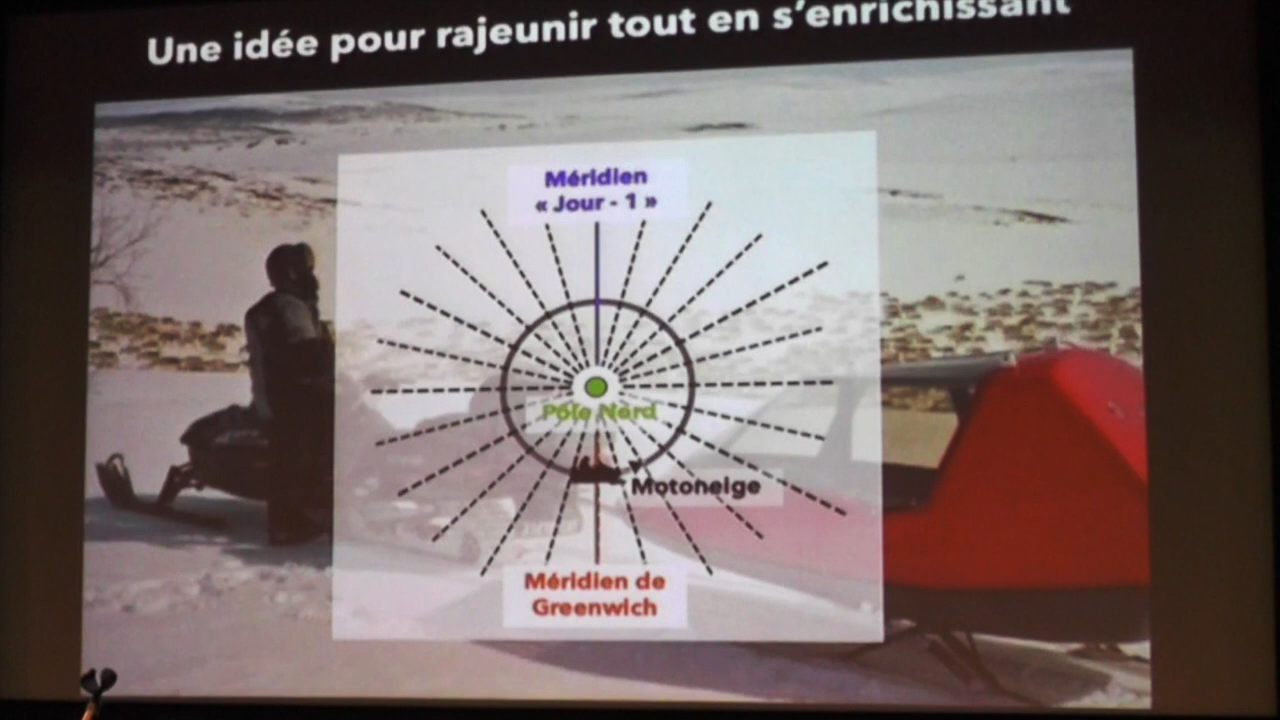 Une idée pour rajeunir tout en s'enrichissant
Méridien
« Jour - 1 »
Pôle Nord
Motoneige
Méridien de
Greenwich